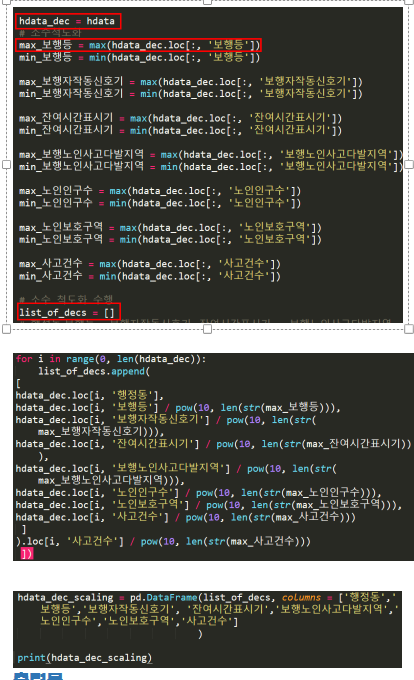 hdata_dec = hdata
# 소수척도화
max_보행등 = max(hdata_dec.loc[:, '보행등'])
min_보행등 = min(hdata_dec.loc[:, '보행등'])
max_보행자작동신호기 = max(hdata_dec.loc[:, '보행자작동신호기'])
min_보행자작동신호기 = min(hdata_dec.loc[:, '보행자작동신호기'])
max_잔여시간표시기 = max(hdata_dec.loc[:, '잔여시간표시기'])
min_잔여시간표시기 = min(hdata_dec.loc[:, '잔여시간표시기'])
max_보행노인사고다발지역 = max(hdata_dec.loc[:, '보행노인사고다발지역'])
min_보행노인사고다발지역 = min(hdata_dec.loc[:, '보행노인사고다발지역'])
max_노인인구수 = max(hdata_dec.loc[:, '노인인구수'])
min_노인인구수 = min(hdata_dec.loc[:, '노인인구수'])
max_노인보호구역 = max(hdata_dec.loc[:, '노인보호구역'])
min_노인보호구역 = min(hdata_dec.loc[:, '노인보호구역'])
max_사고건수 = max(hdata_dec.loc[:, '사고건수'])
min_사고건수 = min(hdata_dec.loc[:, '사고건수'])
# 소수 척도화 수행
list_of_decs = []
for i in range(0, len(hdata_dec)):
list_of_decs.append(
[
hdata_dec.loc[i, '행정동'],
hdata_dec.loc[i, '보행등'] / pow(10, len(str(max_보행등))),
hdata_dec.loc[i, '보행자작동신호기'] / pow(10, len(str(
max_보행자작동신호기))),
hdata_dec.loc[i, '잔여시간표시기'] / pow(10, len(str(max_잔여시간표시기))
),
hdata_dec.loc[i, '보행노인사고다발지역'] / pow(10, len(str(
max_보행노인사고다발지역))),
hdata_dec.loc[i, '노인인구수'] / pow(10, len(str(max_노인인구수))),
hdata_dec.loc[i, '노인보호구역'] / pow(10, len(str(max_노인보호구역))),
hdata_dec.loc[i, '사고건수'] / pow(10, len(str(max_사고건수)))
]
).loc[i, '사고건수'] / pow(10, len(str(max_사고건수)))
])
hdata_dec_scaling = pd.DataFrame(list_of_decs, columns = ['행정동','
보행등','보행자작동신호기', '잔여시간표시기','보행노인사고다발지역','
노인인구수','노인보호구역','사고건수']
)
print(hdata_dec_scaling)